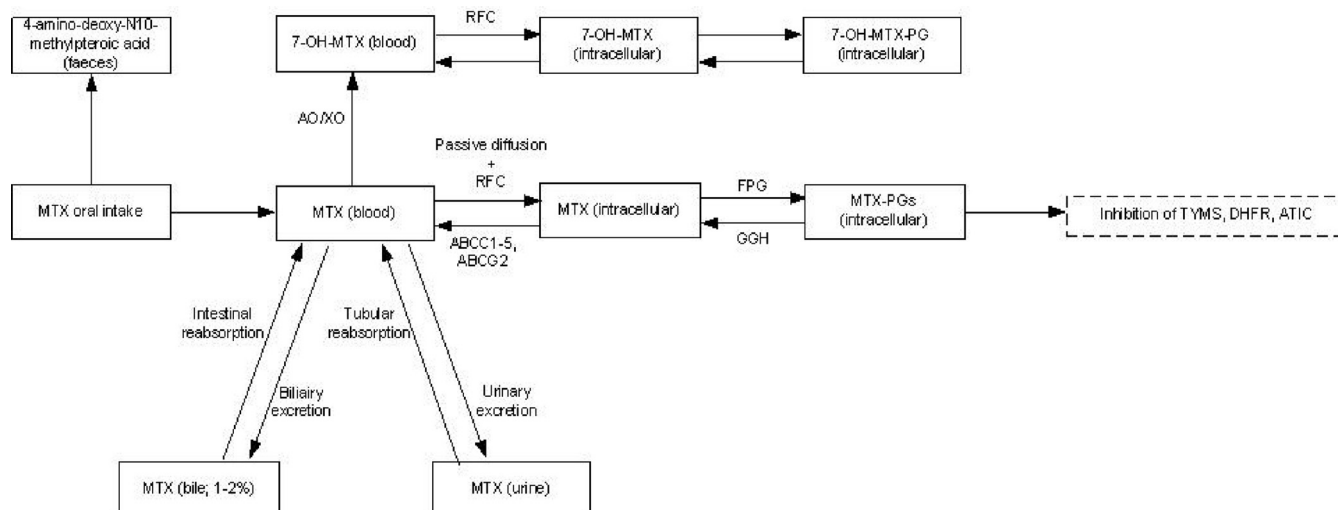 4-amino-deoxy-N10-
methylpteroic acid
(faeces)
7-OH-MTX (blood)
RFC
7-OH-MTX
(intracellular)
7-OH-MTX-PG
(intracellular)
AO/XO
Passive diffusion
+
RFC
MTX oral intake
MTX (blood)
MTX (intracellular)
FPG
MTX-PGs
(intracellular)
Inhibition of TYMS, DHFR, ATIC
ABCC1-5,
ABCG2
GGH
Intestinal
reabsorption
Tubular
reabsorption
Biliairy
excretion
Urinary
excretion
MTX (bile; 1-2%)
MTX (urine)